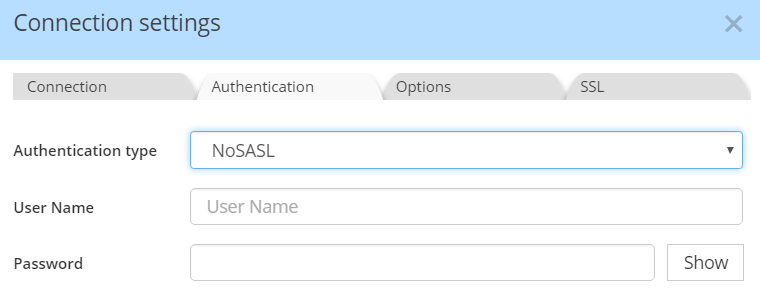 Connection settings
Connection Authentication Options SSL
Authentication type NoSASL
User Name User Name
Password Show